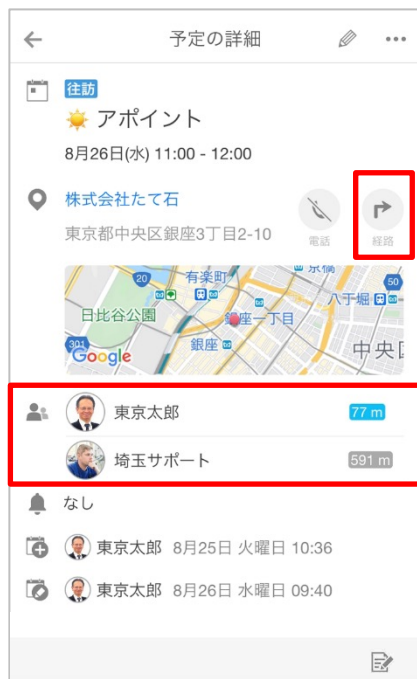 予定の詳細
往訪
アポイント
8月26日(水) 11:00 - 12:00
株式会社たて石
東京都中央区銀座3丁目2-10
電話
経路
20
有楽町
京橋
50
八丁堀
日比谷公園
銀座一丁目
301
銀座
中央区
Google
東京太郎
77 m
埼玉サポート
591 m
なし
東京太郎 8月25日 火曜日 10:36
東京太郎 8月26日 水曜日 09:40